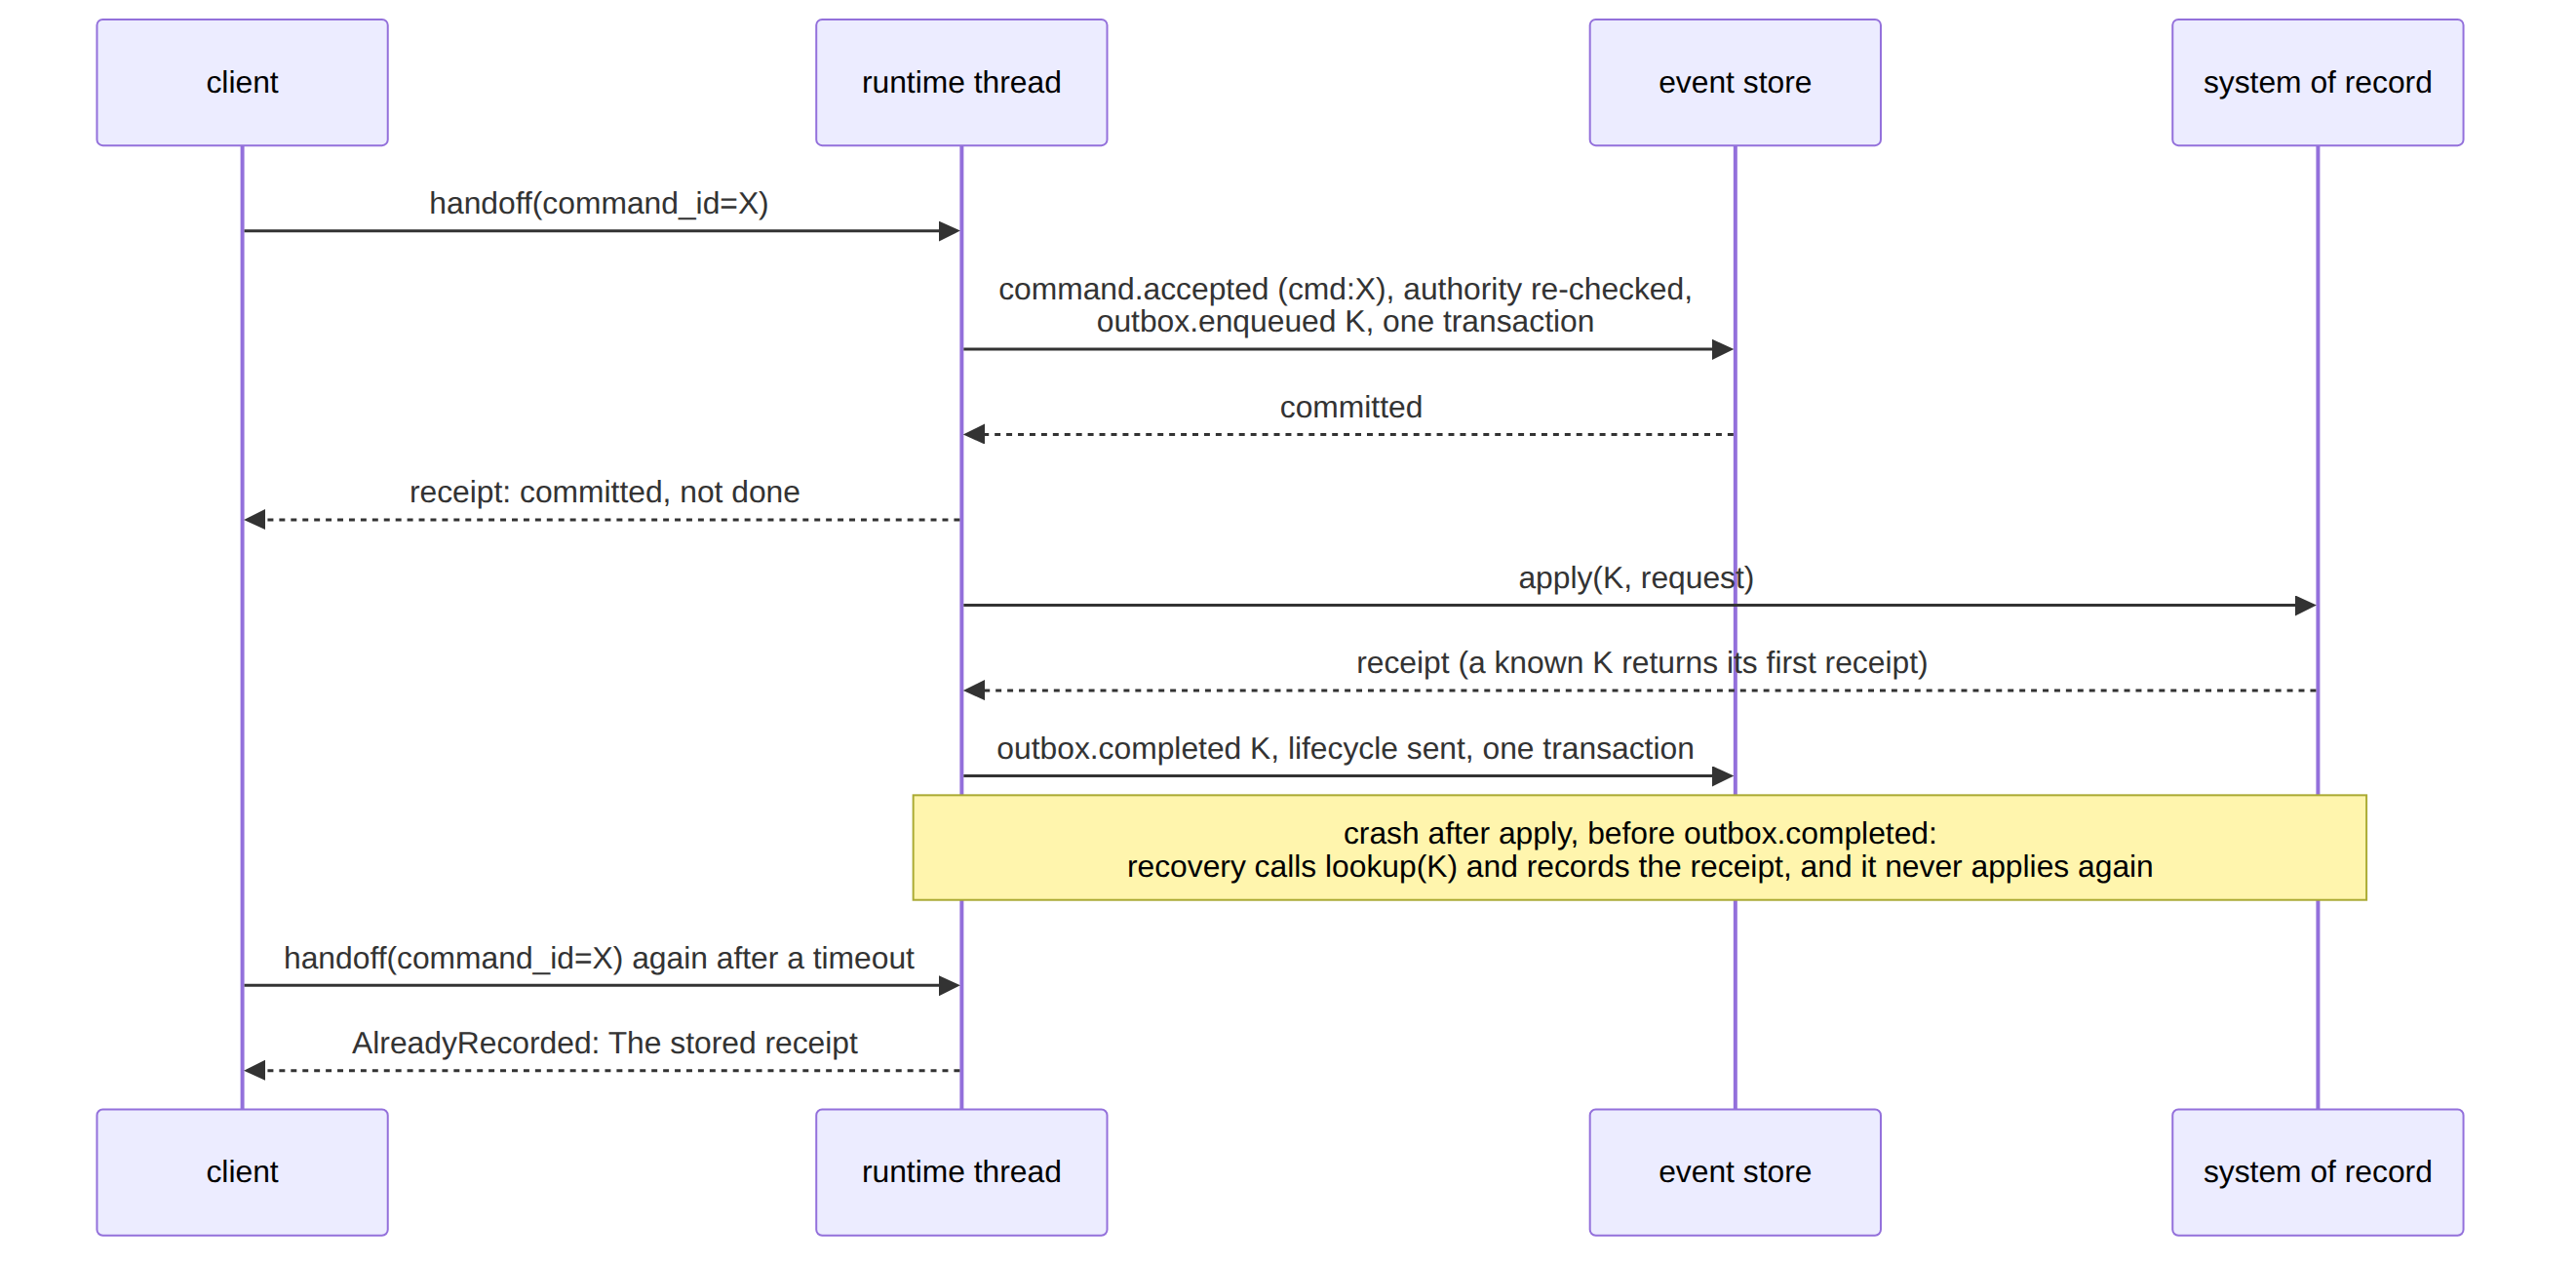 client
runtime thread
event store
system of record
handoff(command_id=X)
command.accepted (cmd:X), authority re-checked,
outbox.enqueued K, one transaction
committed
receipt: committed, not done
apply(K, request)
receipt (a known K returns its first receipt)
outbox.completed K, lifecycle sent, one transaction
crash after apply, before outbox.completed:
recovery calls lookup(K) and records the receipt, and it never applies again
handoff(command_id=X) again after a timeout
AlreadyRecorded: The stored receipt
client
runtime thread
event store
system of record